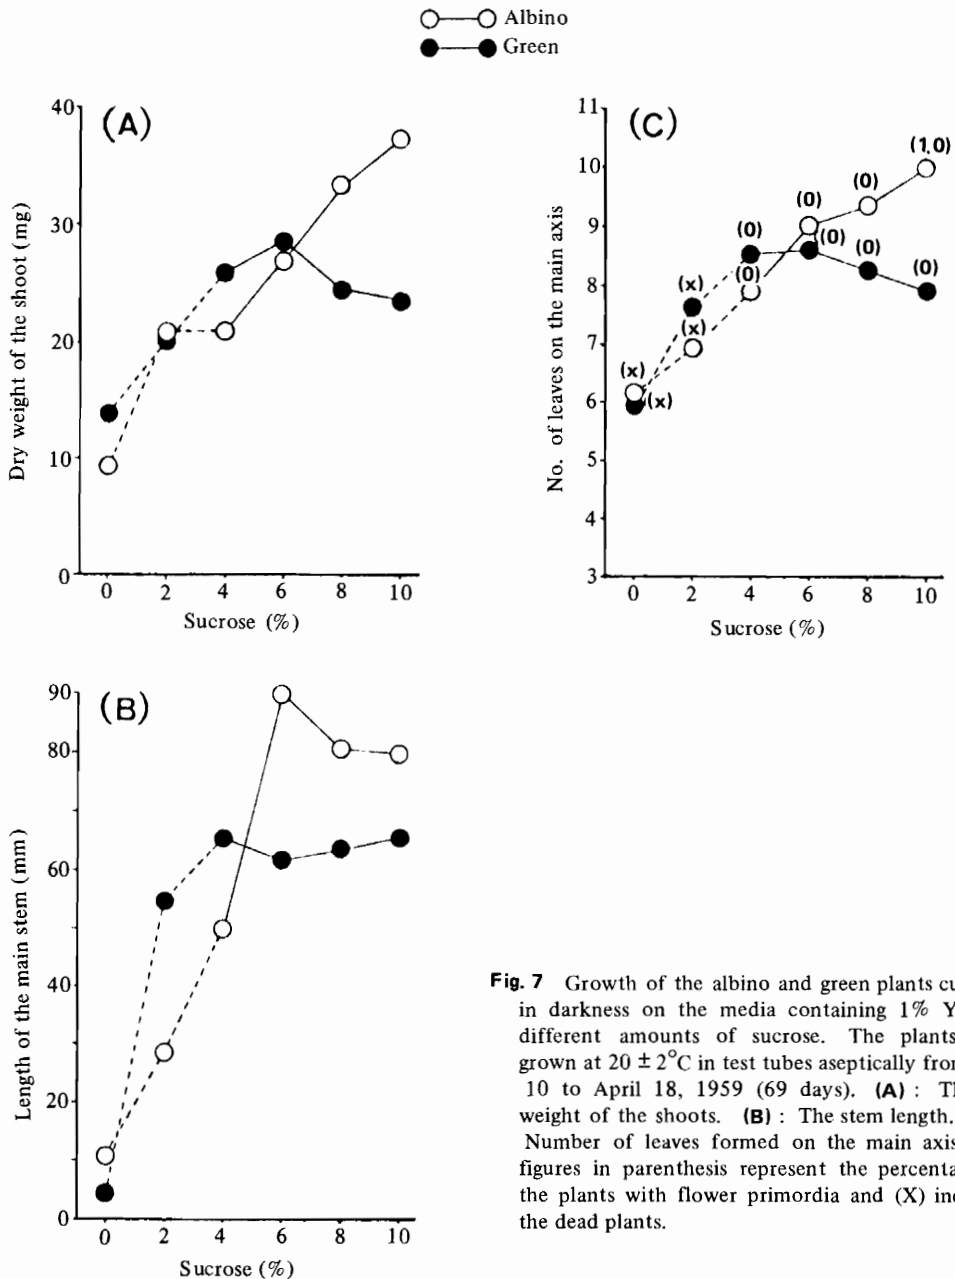 Albino
Green
(A)
40
30
20
10
0
Dry weight of the shoot (mg)
0 2 4 6 8 10
Sucrose (%)
(C)
11
10
9
8
7
6
5
4
3
No. of leaves on the main axis
(x)
(x)
(x)
(x)
(0)
(0)
(0)
(0)
(0)
(0)
(1.0)
(0)
0 2 4 6 8 10
Sucrose (%)
(B)
90
80
60
40
20
0
Length of the main stem (mm)
0 2 4 6 8 10
Sucrose (%)
Fig. 7 Growth of the albino and green plants cu
in darkness on the media containing 1% Y
different amounts of sucrose. The plants
grown at 20 ± 2°C in test tubes aseptically from
10 to April 18, 1959 (69 days). (A) : Th
weight of the shoots. (B) : The stem length.
Number of leaves formed on the main axis
figures in parenthesis represent the percenta
the plants with flower primordia and (X) ind
the dead plants.